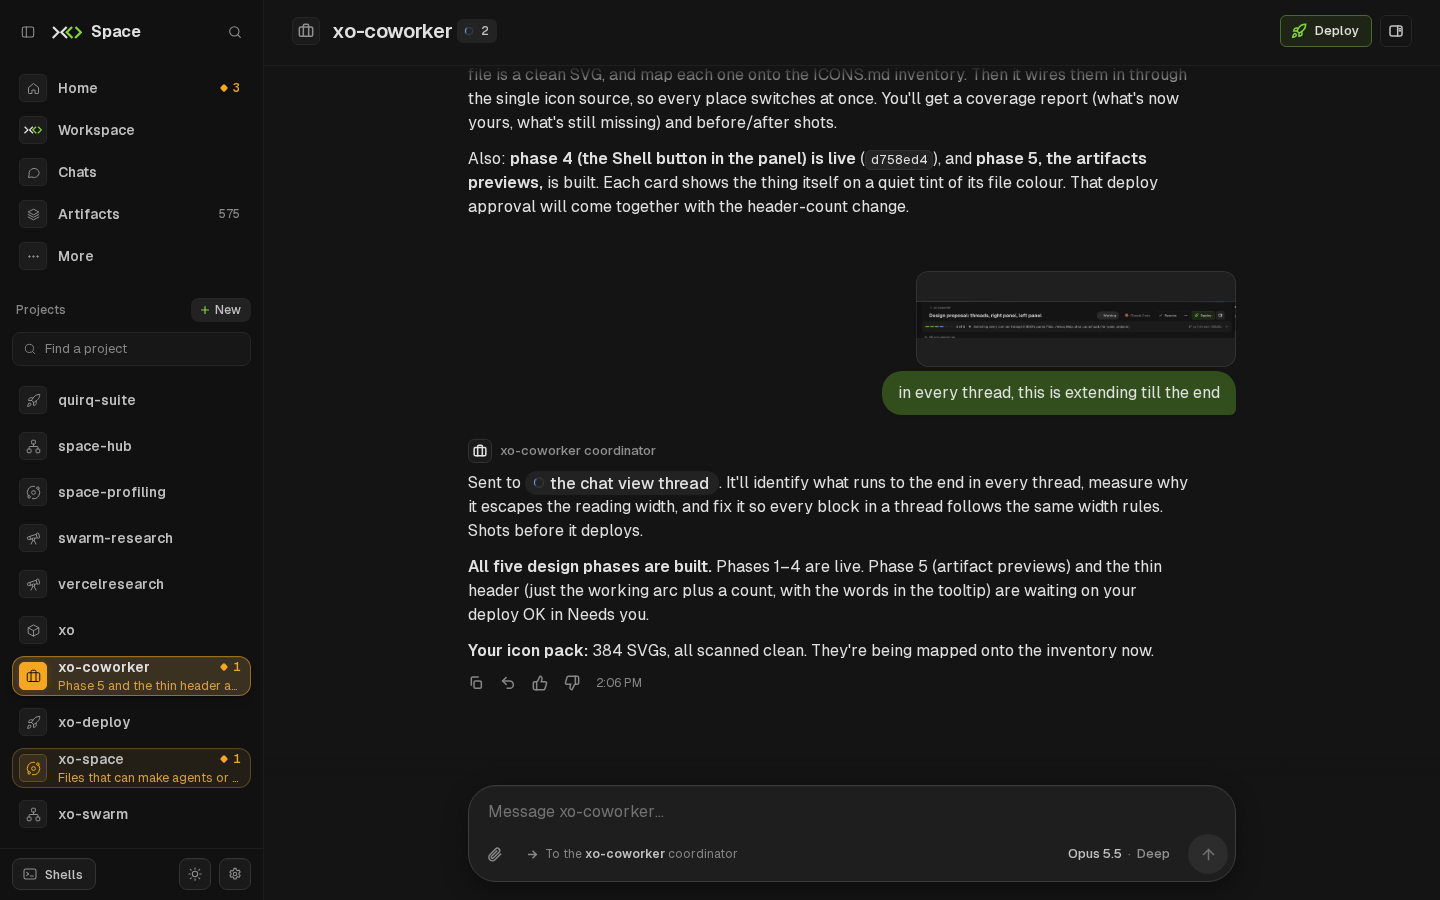 Space
Home
3
Workspace
Chats
Artifacts
575
More
Projects
New
Find a project
quirq-suite
space-hub
space-profiling
swarm-research
vercelresearch
xo
xo-coworker
1
Phase 5 and the thin header a…
xo-deploy
xo-space
1
Files that can make agents or …
xo-swarm
Shells
xo-coworker
2
Deploy
file is a clean SVG, and map each one onto the ICONS.md inventory. Then it wires them in through
the single icon source, so every place switches at once. You'll get a coverage report (what's now
yours, what's still missing) and before/after shots.
Also: phase 4 (the Shell button in the panel) is live (d758ed4), and phase 5, the artifacts
previews, is built. Each card shows the thing itself on a quiet tint of its file colour. That deploy
approval will come together with the header-count change.
Design proposal: threads, right panel, left panel
in every thread, this is extending till the end
xo-coworker coordinator
Sent to the chat view thread. It'll identify what runs to the end in every thread, measure why
it escapes the reading width, and fix it so every block in a thread follows the same width rules.
Shots before it deploys.
All five design phases are built. Phases 1–4 are live. Phase 5 (artifact previews) and the thin
header (just the working arc plus a count, with the words in the tooltip) are waiting on your
deploy OK in Needs you.
Your icon pack: 384 SVGs, all scanned clean. They're being mapped onto the inventory now.
2:06 PM
Message xo-coworker…
To the xo-coworker coordinator
Opus 5.5 · Deep